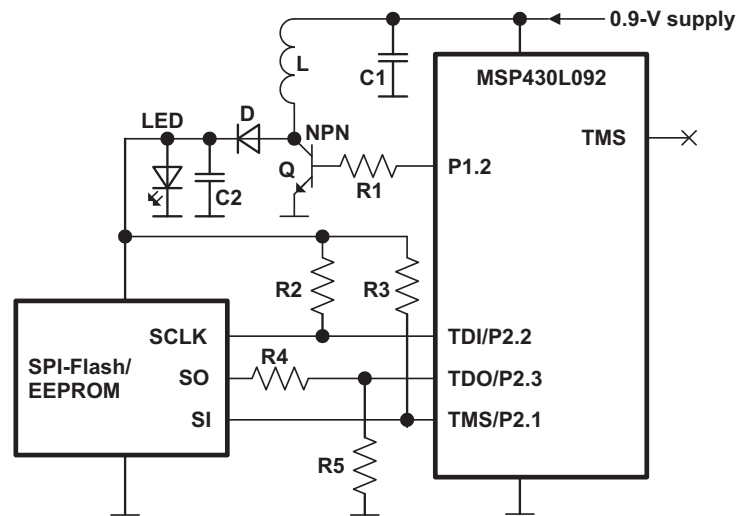 0.9-V supply
L
C1
MSP430L092
D
LED
NPN
TMS
Q
P1.2
C2
R1
R2
R3
SCLK
TDI/P2.2
SPI-Flash/
EEPROM
R4
SO
TDO/P2.3
SI
TMS/P2.1
R5